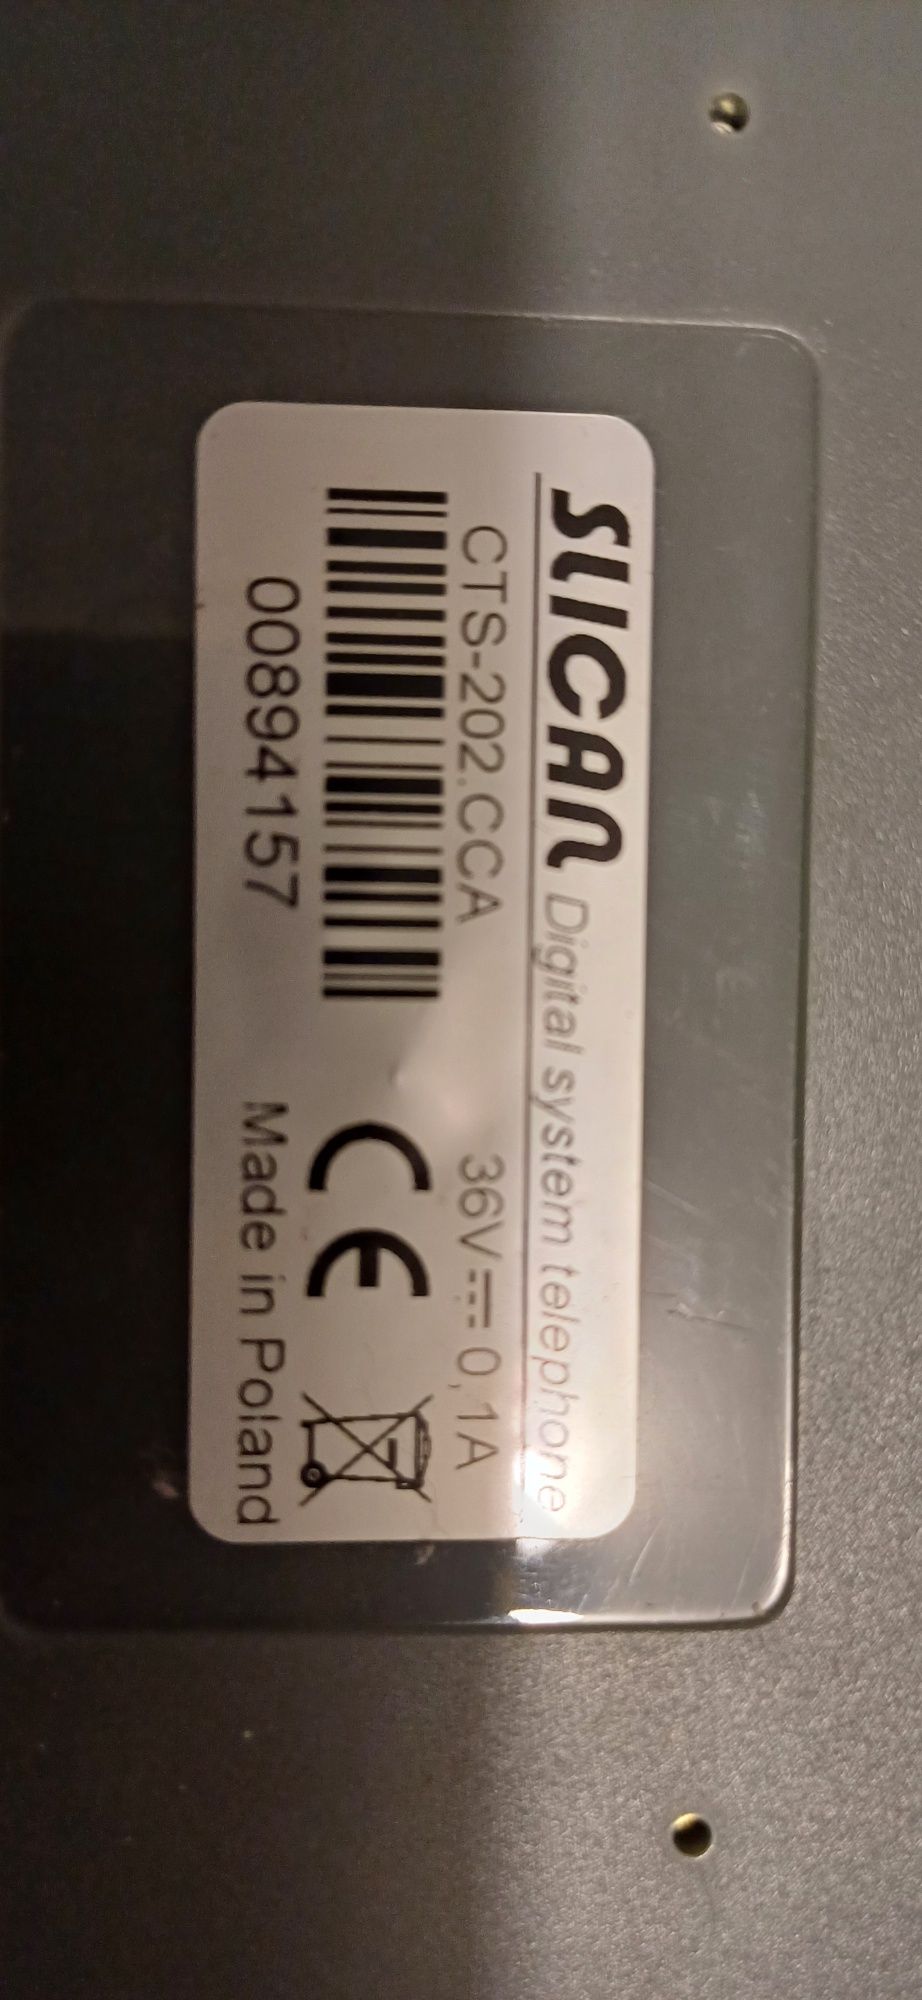 SLICAN Digital system telephone
CTS-202.CCA 36V 0,1A
CE
00894157 Made in Poland